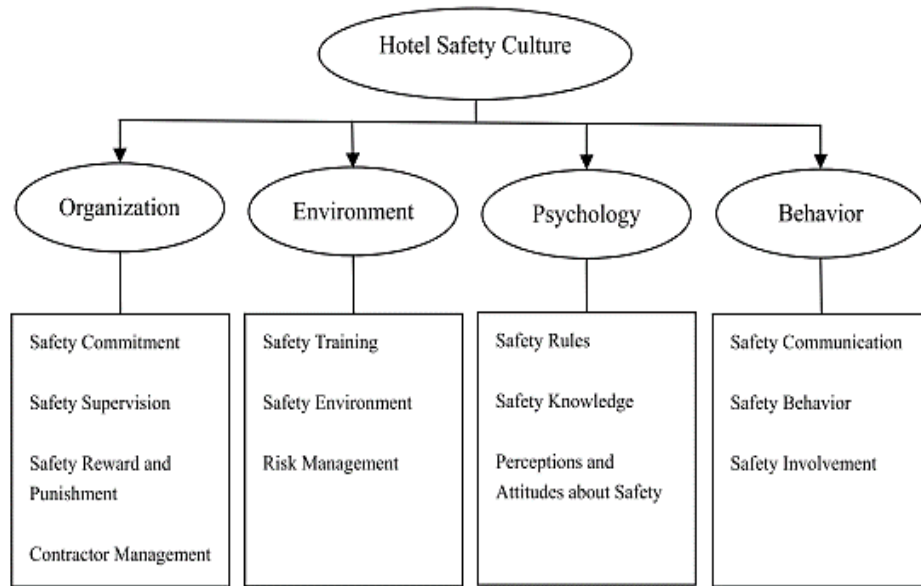 Hotel Safety Culture
Organization
Environment
Psychology
Behavior
Safety Commitment
Safety Supervision
Safety Reward and
Punishment
Contractor Management
Safety Training
Safety Environment
Risk Management
Safety Rules
Safety Knowledge
Perceptions and
Attitudes about Safety
Safety Communication
Safety Behavior
Safety Involvement